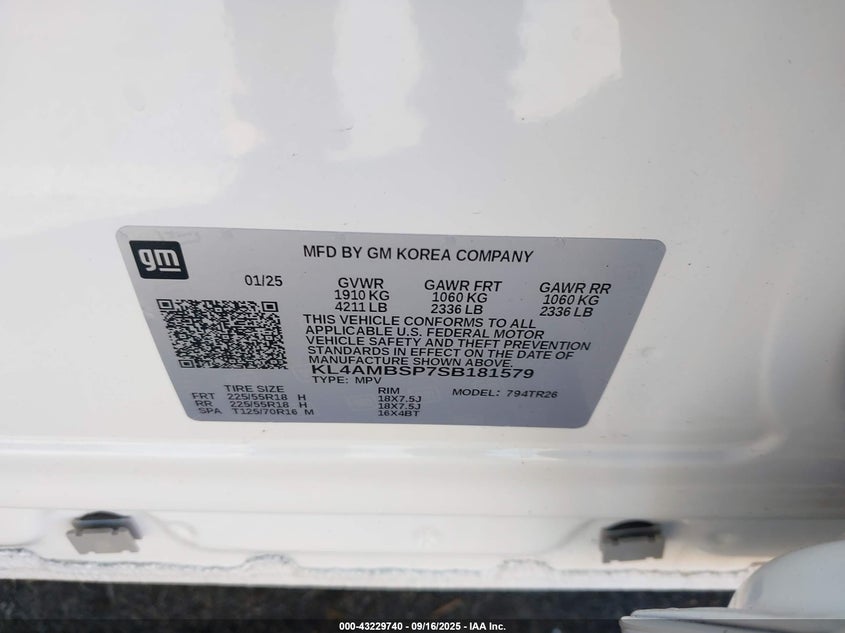 gm
MFD BY GM KOREA COMPANY
01/25
GVWR GAWR FRT GAWR RR
1910 KG 1060 KG 1060 KG
4211 LB 2336 LB 2336 LB
THIS VEHICLE CONFORMS TO ALL
APPLICABLE U.S. FEDERAL MOTOR
VEHICLE SAFETY AND THEFT PREVENTION
STANDARDS IN EFFECT ON THE DATE OF
MANUFACTURE SHOWN ABOVE.
KL4AMBSP7SB181579
TYPE: MPV
TIRE SIZE RIM MODEL: 794TR26
FRT 225/55R18 H 18X7.5J
RR 225/55R18 H 18X7.5J
SPA T125/70R16 M 16X4BT
000-43229740 - 09/16/2025 - IAA Inc.